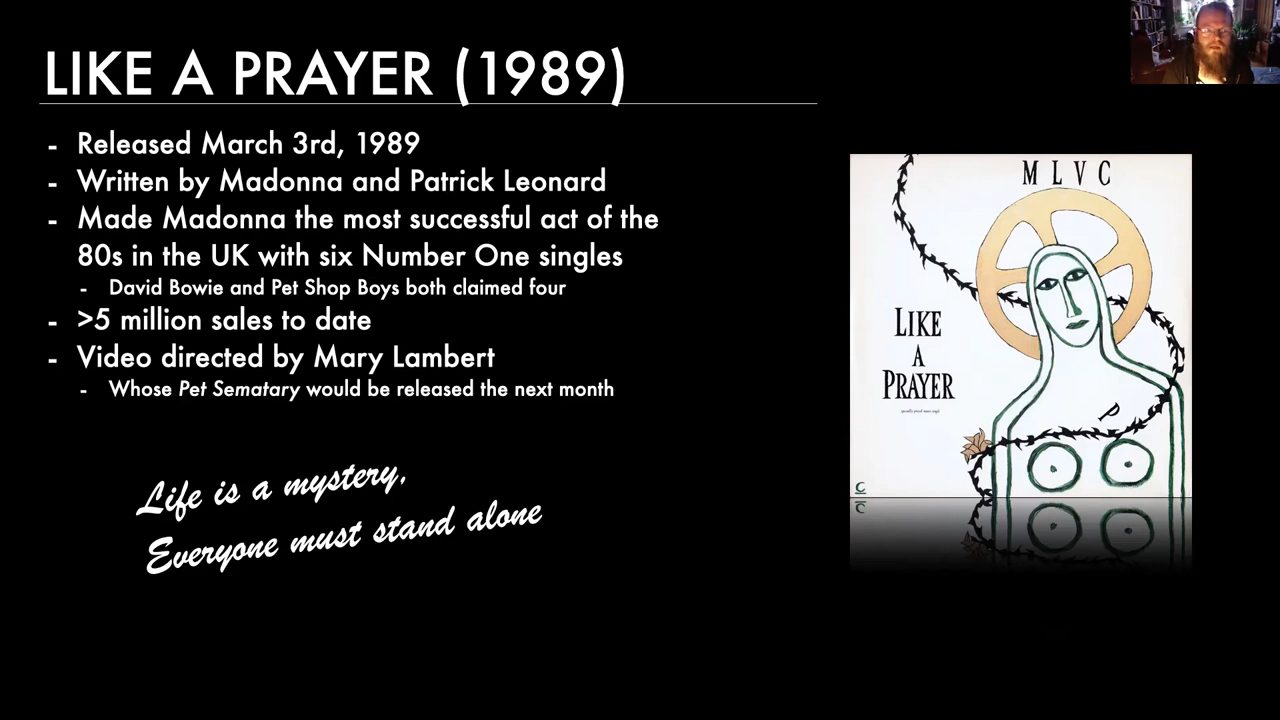 LIKE A PRAYER (1989)
- Released March 3rd, 1989
- Written by Madonna and Patrick Leonard
- Made Madonna the most successful act of the
80s in the UK with six Number One singles
- David Bowie and Pet Shop Boys both claimed four
- >5 million sales to date
- Video directed by Mary Lambert
- Whose Pet Sematary would be released the next month
Life is a mystery,
Everyone must stand alone
M L V C
LIKE
A
PRAYER
P